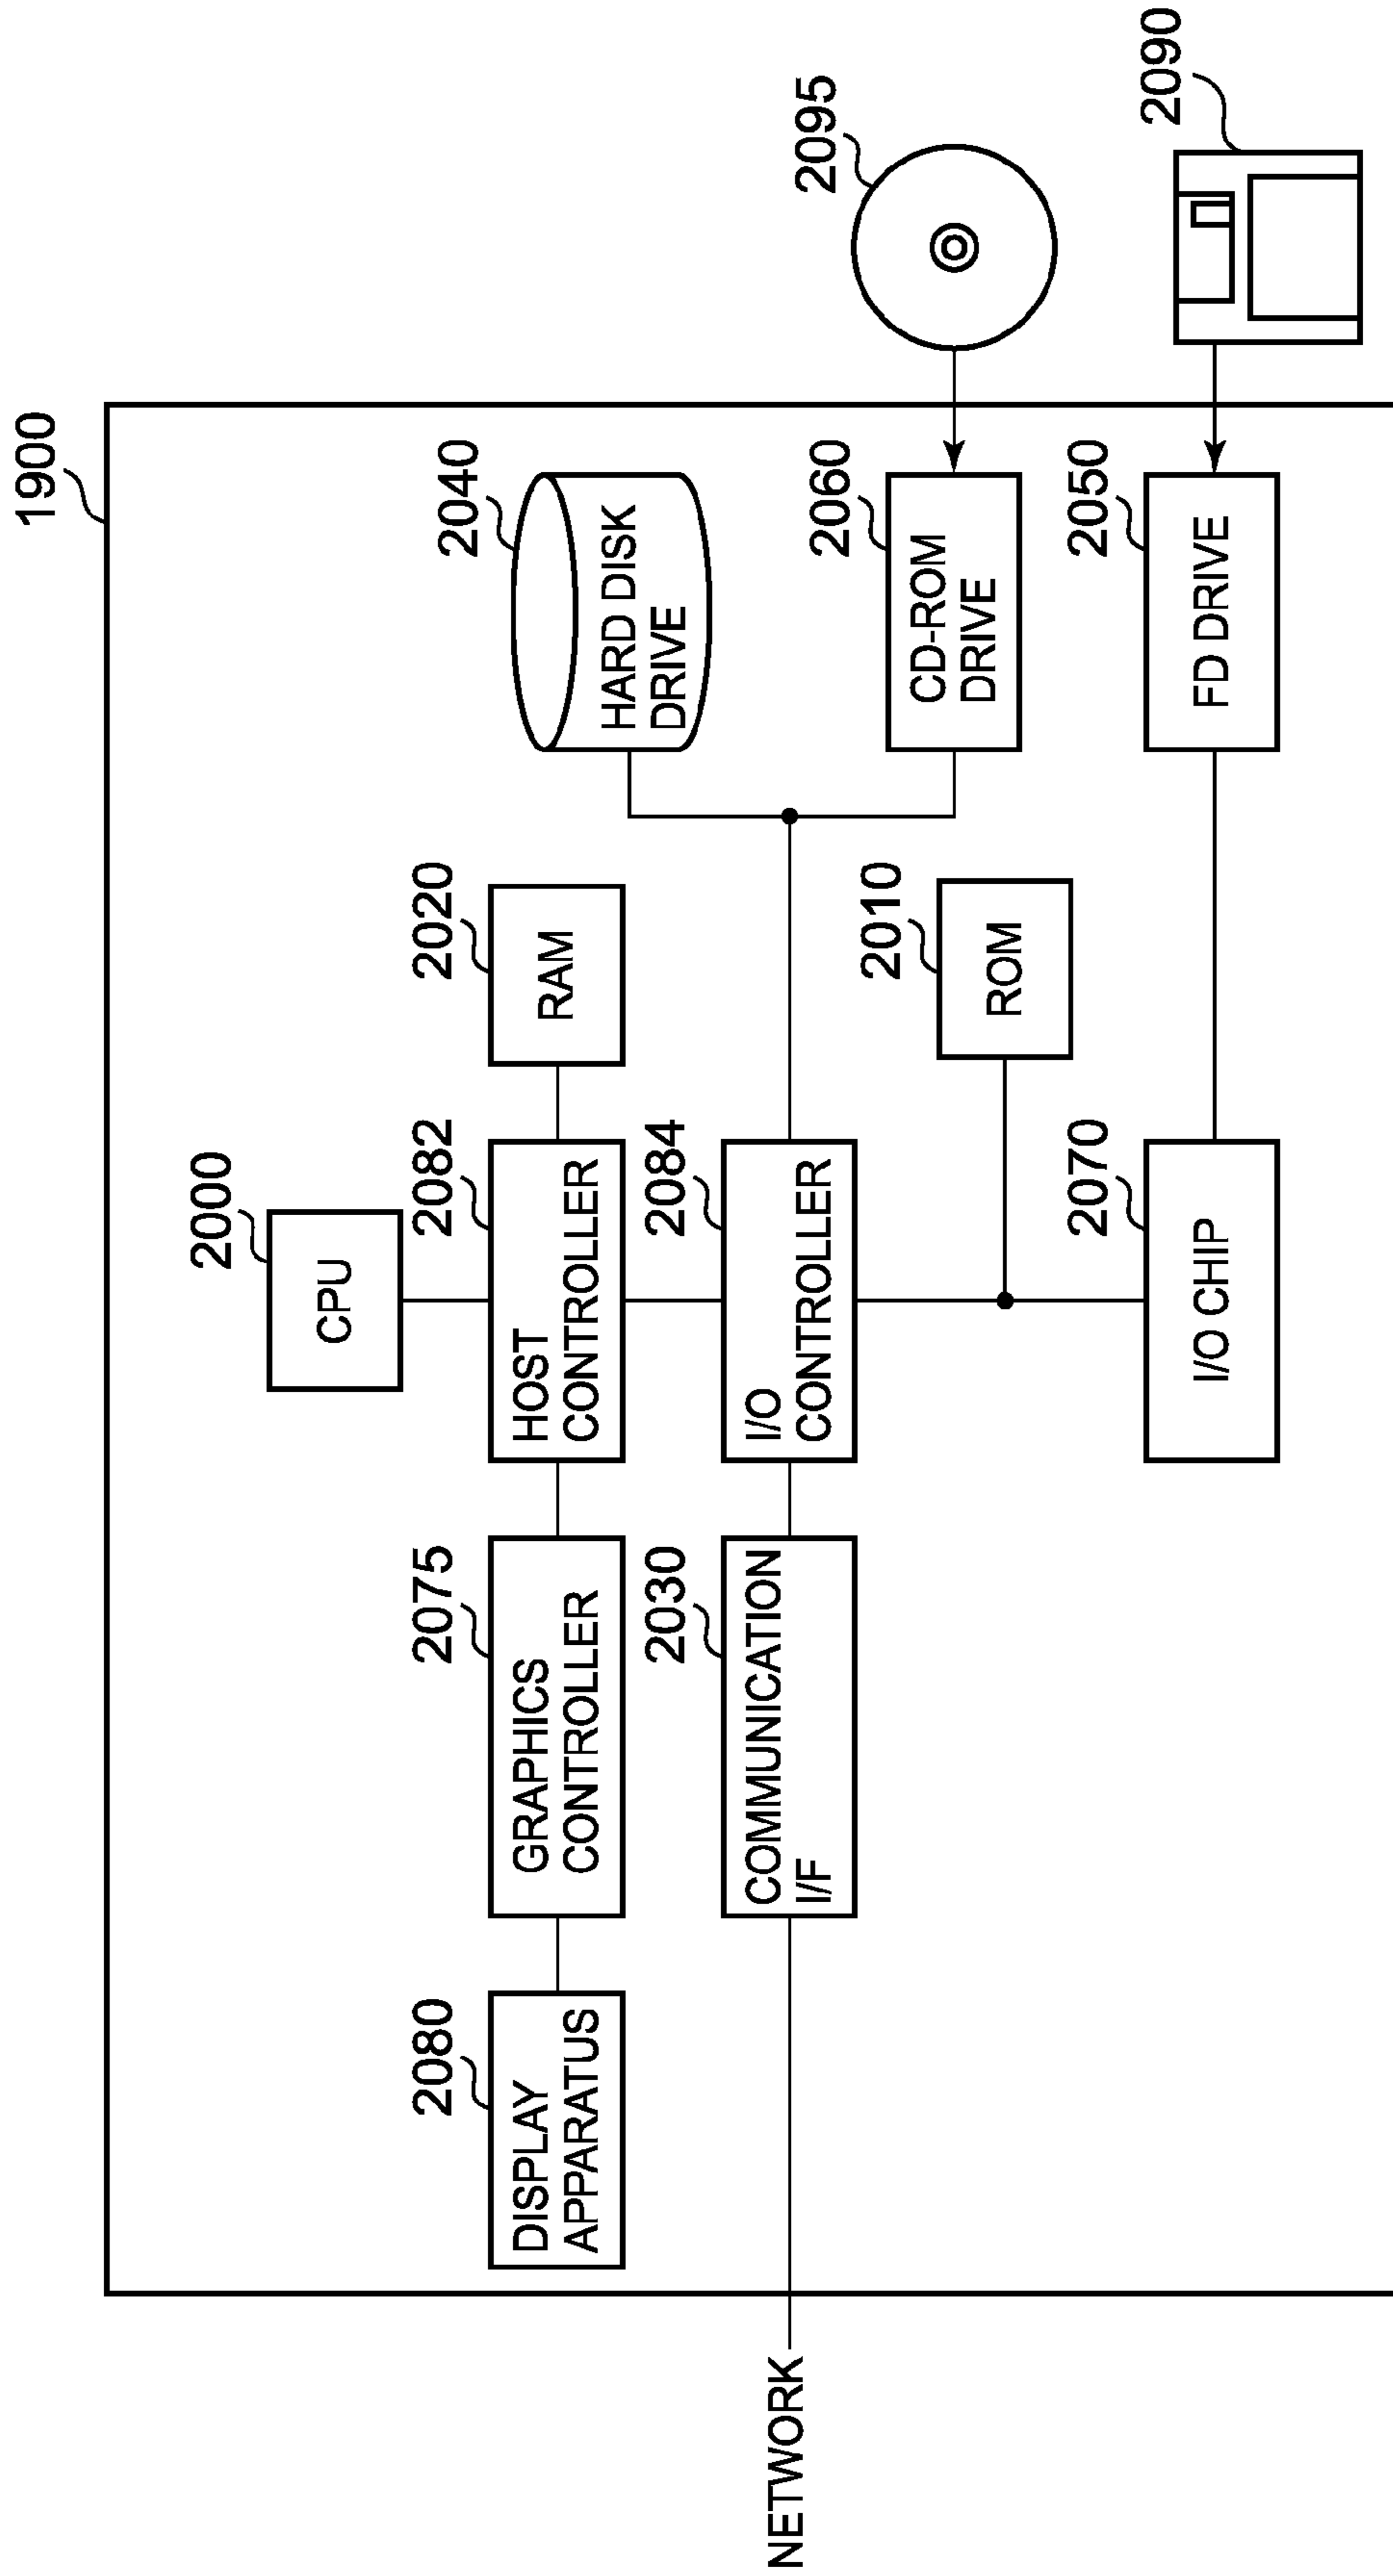 1900
2000
CPU
2080
DISPLAY
APPARATUS
2075
GRAPHICS
CONTROLLER
2082
HOST
CONTROLLER
2020
RAM
2040
HARD DISK
DRIVE
2095
NETWORK
2030
COMMUNICATION
I/F
2084
I/O
CONTROLLER
2060
CD-ROM
DRIVE
2010
ROM
2090
2070
I/O CHIP
2050
FD DRIVE